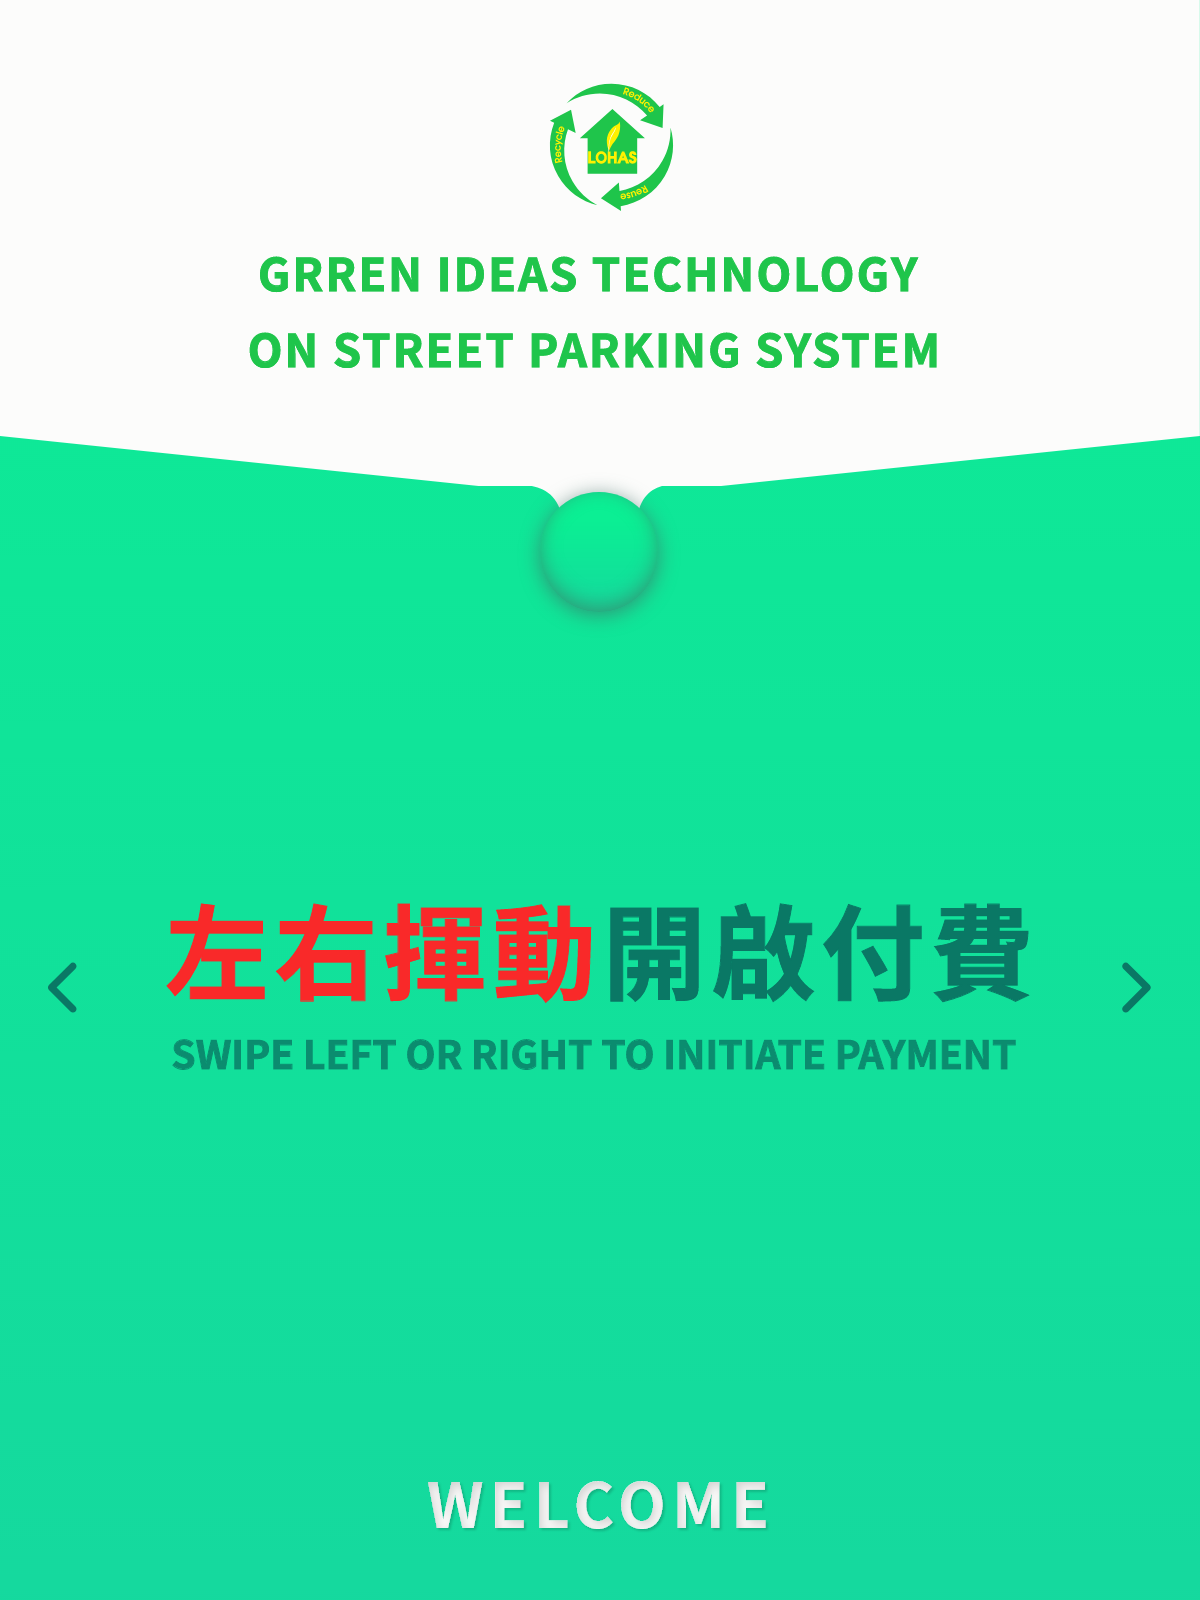 Reduce
Recycle
LOHAS
Reuse
GRREN IDEAS TECHNOLOGY
ON STREET PARKING SYSTEM
左右揮動開啟付費
SWIPE LEFT OR RIGHT TO INITIATE PAYMENT
WELCOME